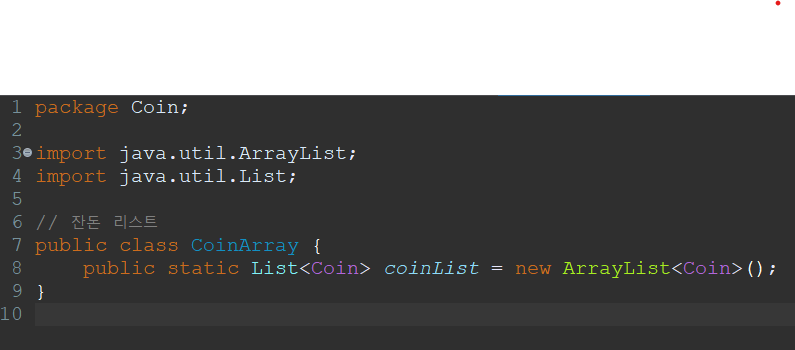 1 package Coin;
2
3 import java.util.ArrayList;
4 import java.util.List;
5
6 // 잔돈 리스트
7 public class CoinArray {
8     public static List<Coin> coinList = new ArrayList<Coin>();
9 }
10